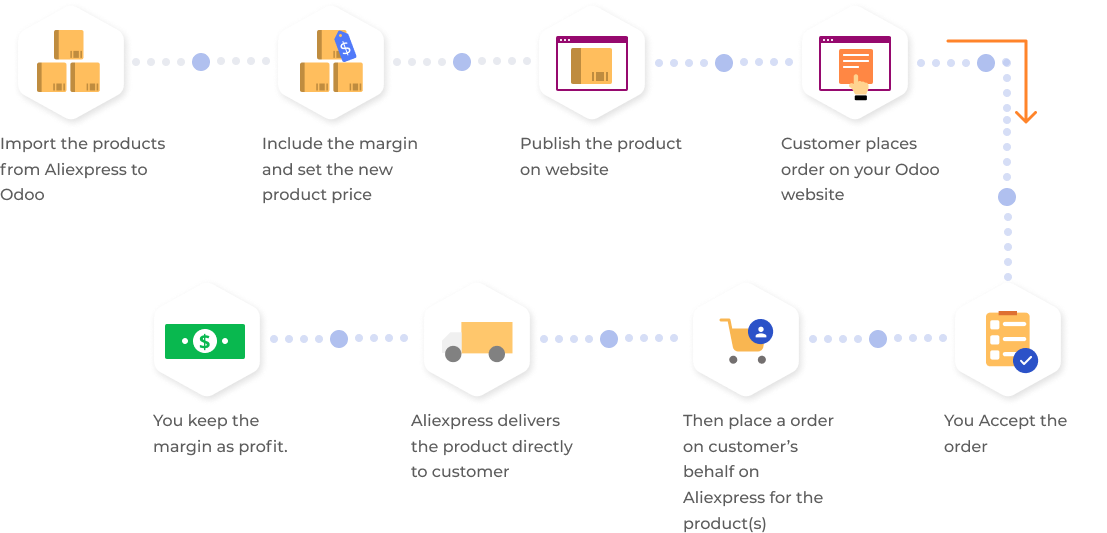 Import the products
from Aliexpress to
Odoo
Include the margin
and set the new
product price
Publish the product
on website
Customer places
order on your Odoo
website
You Accept the
order
Then place a order
on customer’s
behalf on
Aliexpress for the
product(s)
Aliexpress delivers
the product directly
to customer
You keep the
margin as profit.